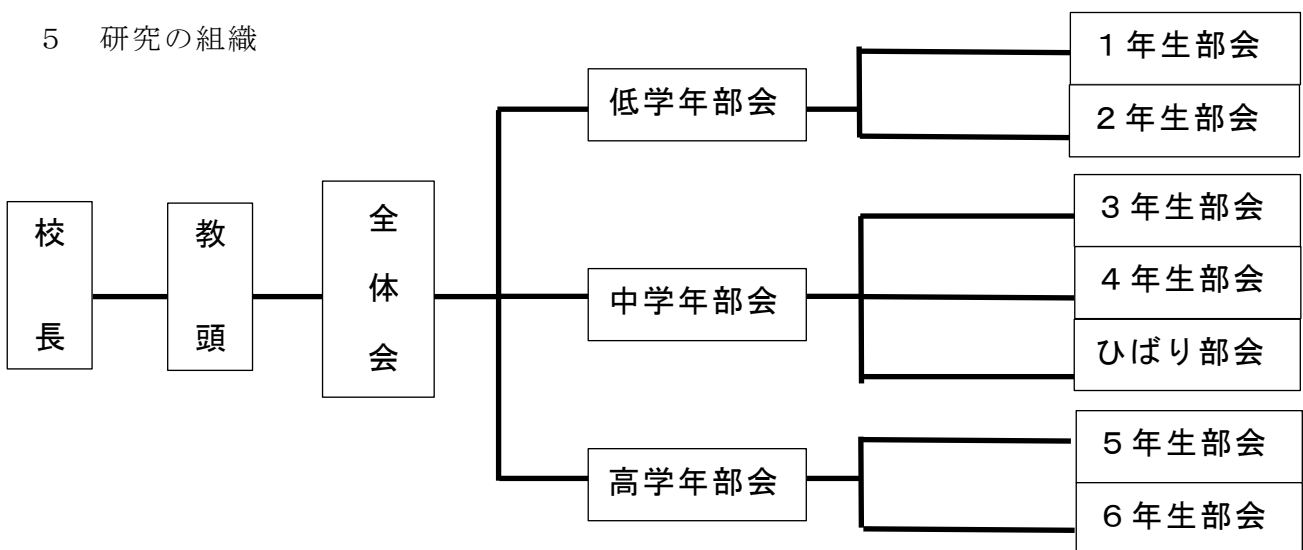 ５　研究の組織
校長
教頭
全体会
低学年部会
１年生部会
２年生部会
中学年部会
３年生部会
４年生部会
ひばり部会
高学年部会
５年生部会
６年生部会